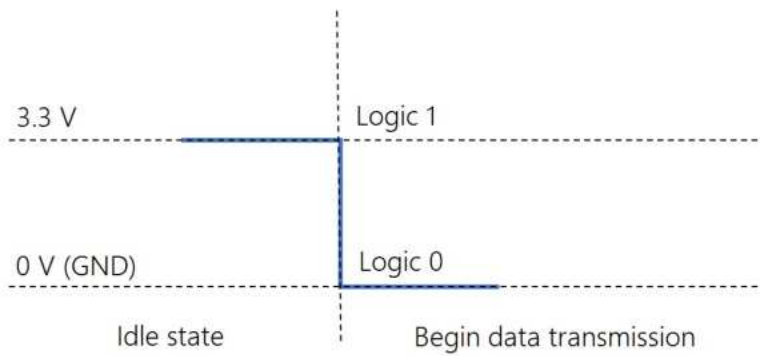 3.3 V
Logic 1
0 V (GND)
Logic 0
Idle state
Begin data transmission